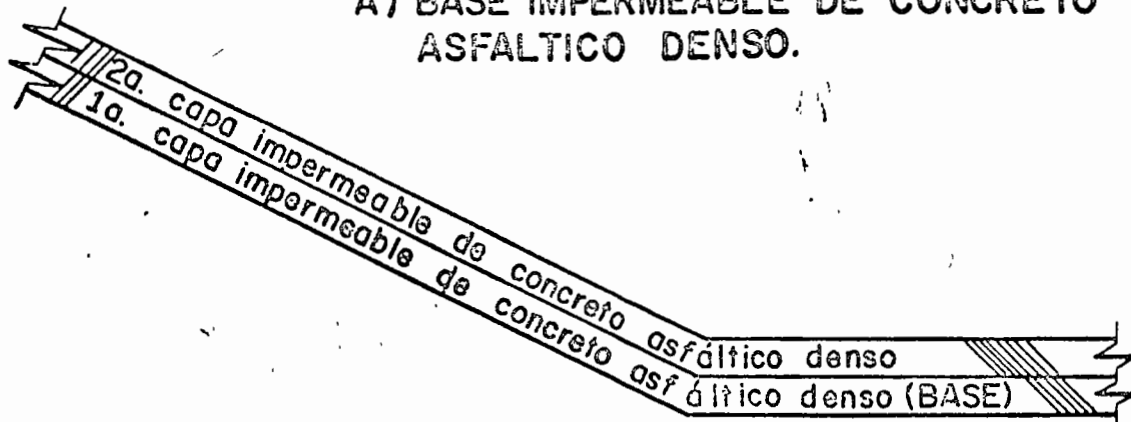 A) BASE IMPERMEABLE DE CONCRETO
ASFALTICO DENSO.
2a. capa impermeable de concreto asfáltico denso
1a. capa impermeable de concreto asfáltico denso (BASE)